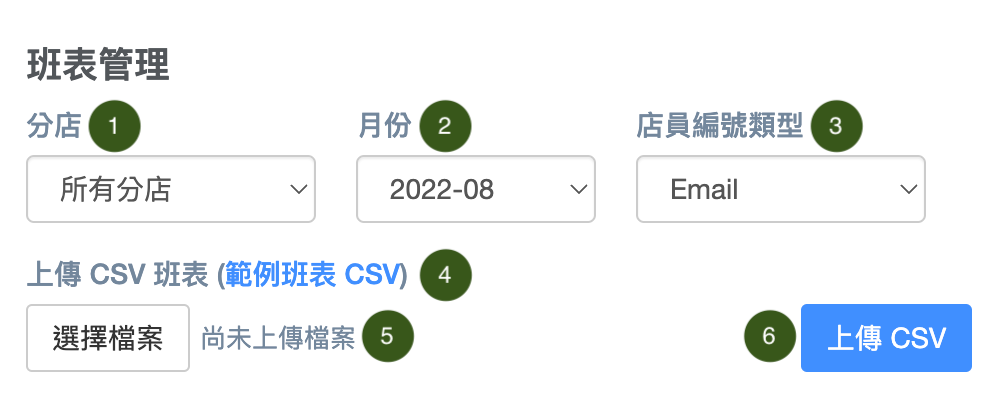 班表管理
分店 1 月份 2 店員編號類型 3
所有分店 2022-08 Email
上傳 CSV 班表 (範例班表 CSV) 4
選擇檔案 尚未上傳檔案 5 6 上傳 CSV